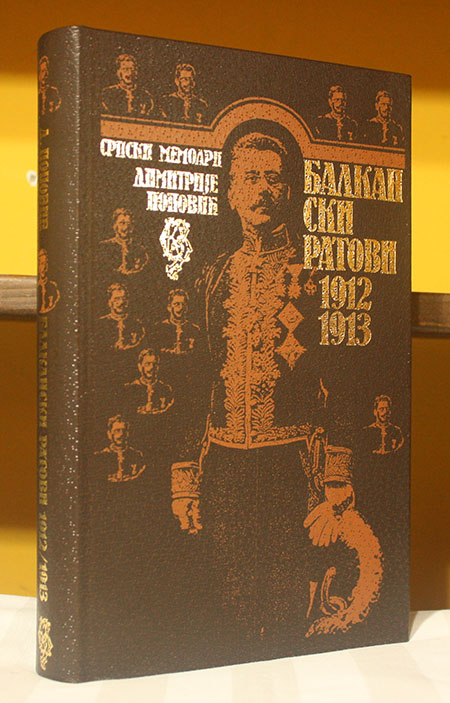 СРПСКИ МЕМОАРИ
ДИМИТРИЈЕ
ПОПОВИЋ
БАЛКАН
СКИ
РАТОВИ
1912
1913
Д. ПОПОВИЋ БАЛКАНСКИ РАТОВИ 1912/1913